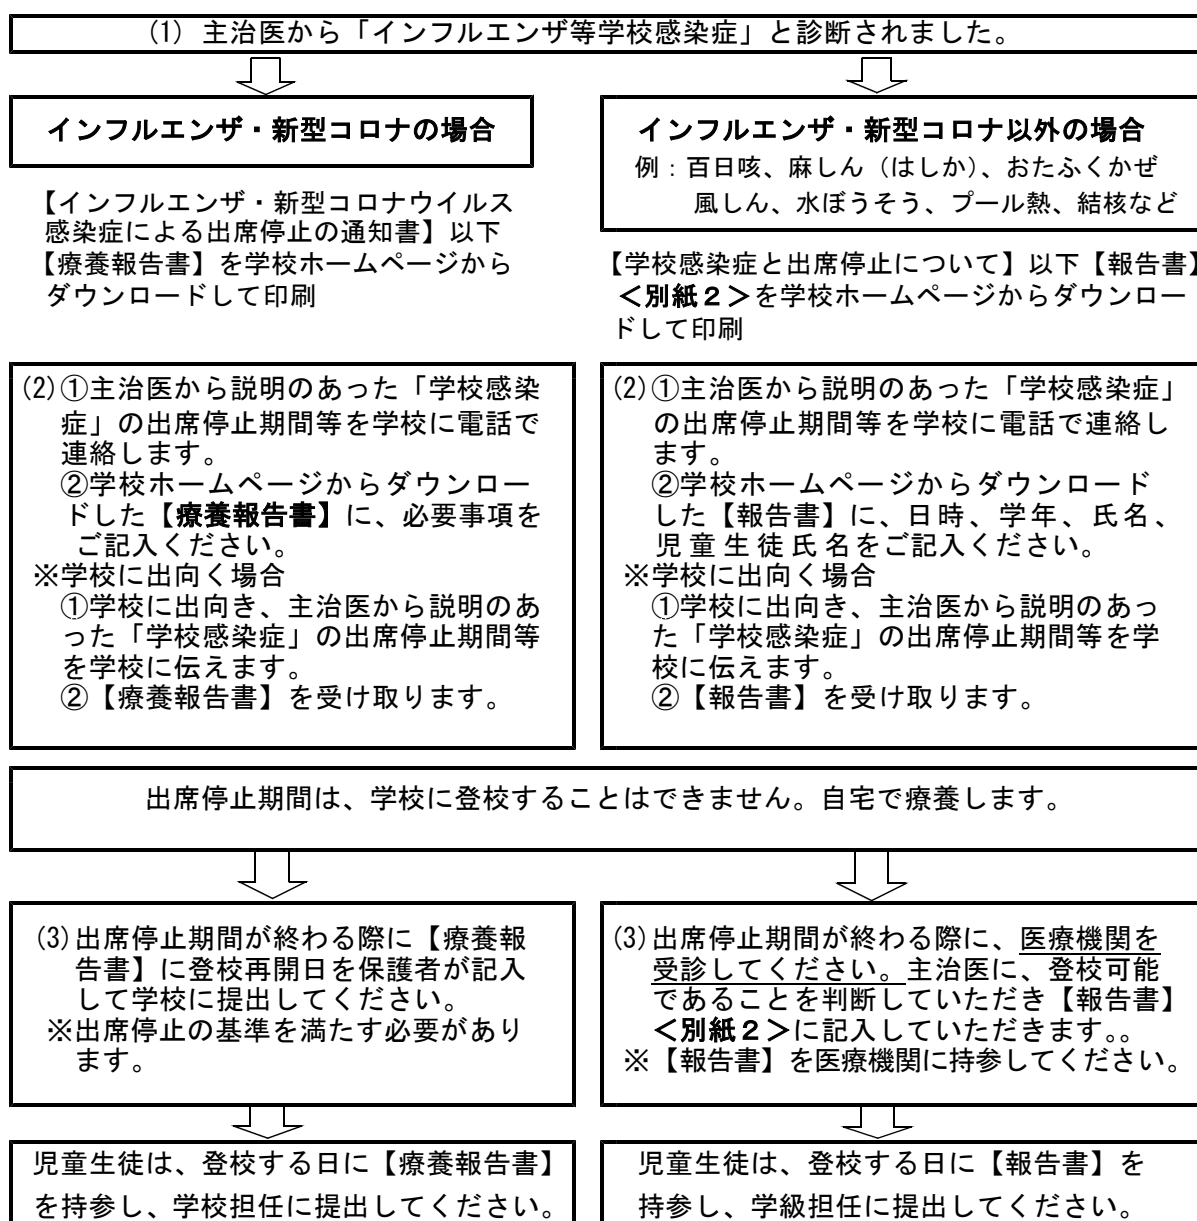 (1) 主治医から「インフルエンザ等学校感染症」と診断されました。
インフルエンザ・新型コロナの場合
【インフルエンザ・新型コロナウイルス
感染症による出席停止の通知書】以下
【療養報告書】を学校ホームページから
ダウンロードして印刷
インフルエンザ・新型コロナ以外の場合
例：百日咳、麻しん（はしか）、おたふくかぜ
風しん、水ぼうそう、プール熱、結核など
【学校感染症と出席停止について】以下【報告書】
＜別紙２＞を学校ホームページからダウンロー
ドして印刷
(2)①主治医から説明のあった「学校感染
症」の出席停止期間等を学校に電話で
連絡します。
②学校ホームページからダウンロー
ドした【療養報告書】に、必要事項を
ご記入ください。
※学校に出向く場合
①学校に出向き、主治医から説明のあ
った「学校感染症」の出席停止期間等
を学校に伝えます。
②【療養報告書】を受け取ります。
(2)①主治医から説明のあった「学校感染症」
の出席停止期間等を学校に電話で連絡し
ます。
②学校ホームページからダウンロード
した【報告書】に、日時、学年、氏名、
児童生徒氏名をご記入ください。
※学校に出向く場合
①学校に出向き、主治医から説明のあっ
た「学校感染症」の出席停止期間等を学
校に伝えます。
②【報告書】を受け取ります。
出席停止期間は、学校に登校することはできません。自宅で療養します。
(3)出席停止期間が終わる際に【療養報
告書】に登校再開日を保護者が記入
して学校に提出してください。
※出席停止の基準を満たす必要があり
ます。
(3)出席停止期間が終わる際に、医療機関を
受診してください。主治医に、登校可能
であることを判断していただき【報告書】
＜別紙２＞に記入していただきます。。
※【報告書】を医療機関に持参してください。
児童生徒は、登校する日に【療養報告書】
を持参し、学校担任に提出してください。
児童生徒は、登校する日に【報告書】を
持参し、学級担任に提出してください。